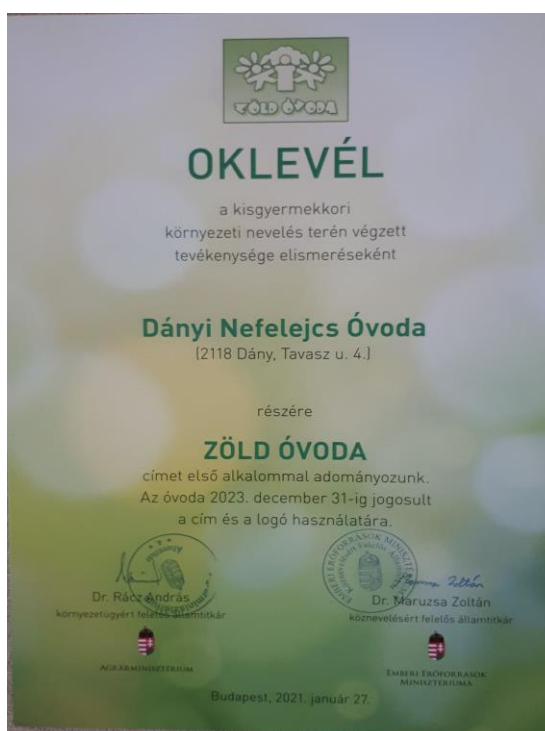 ZÖLD ÓVODA
OKLEVÉL
a kisgyermekkori
környezeti nevelés terén végzett
tevékenysége elismeréseként
Dányi Nefelejcs Óvoda
(2118 Dány, Tavasz u. 4.)
részére
ZÖLD ÓVODA
címet első alkalommal adományozunk.
Az óvoda 2023. december 31-ig jogosult
a cím és a logó használatára.
Dr. Rácz András
környezetügyért felelős államtitkár
AGRÁRMINISZTÉRIUM
EMBERI ERŐFORRÁSOK
Dr. Maruzsa Zoltán
köznevelésért felelős államtitkár
EMBERI ERŐFORRÁSOK
MINISZTÉRIUMA
Budapest, 2021. január 27.